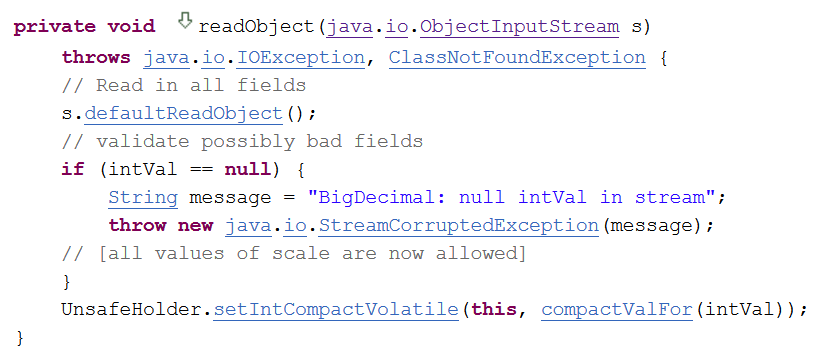 private void readObject(java.io.ObjectInputStream s)
    throws java.io.IOException, ClassNotFoundException {
    // Read in all fields
    s.defaultReadObject();
    // validate possibly bad fields
    if (intVal == null) {
        String message = "BigDecimal: null intVal in stream";
        throw new java.io.StreamCorruptedException(message);
    // [all values of scale are now allowed]
    }
    UnsafeHolder.setIntCompactVolatile(this, compactValFor(intVal));
}